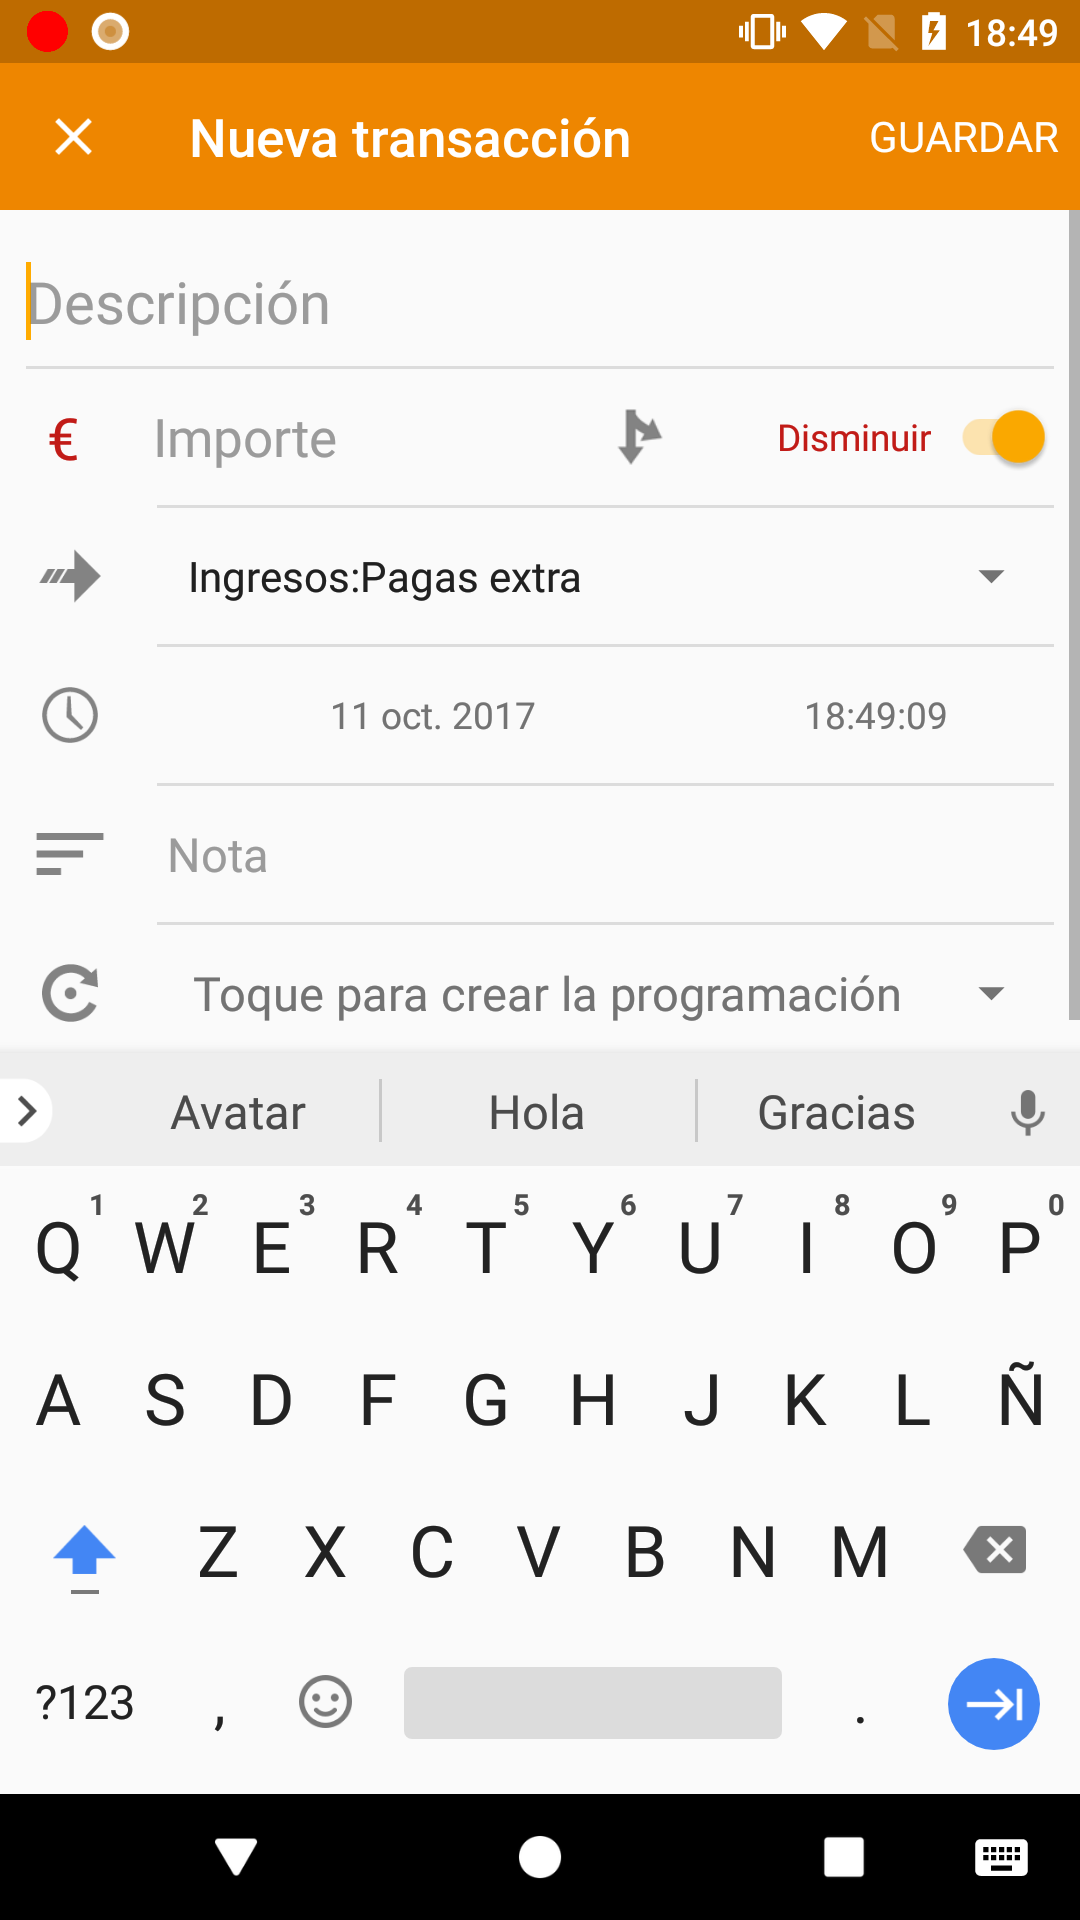 18:49
Nueva transacción
GUARDAR
Descripción
€ Importe Disminuir
Ingresos:Pagas extra
11 oct. 2017 18:49:09
Nota
Toque para crear la programación
Avatar Hola Gracias
1 2 3 4 5 6 7 8 9 0
Q W E R T Y U I O P
A S D F G H J K L Ñ
Z X C V B N M
?123 , .